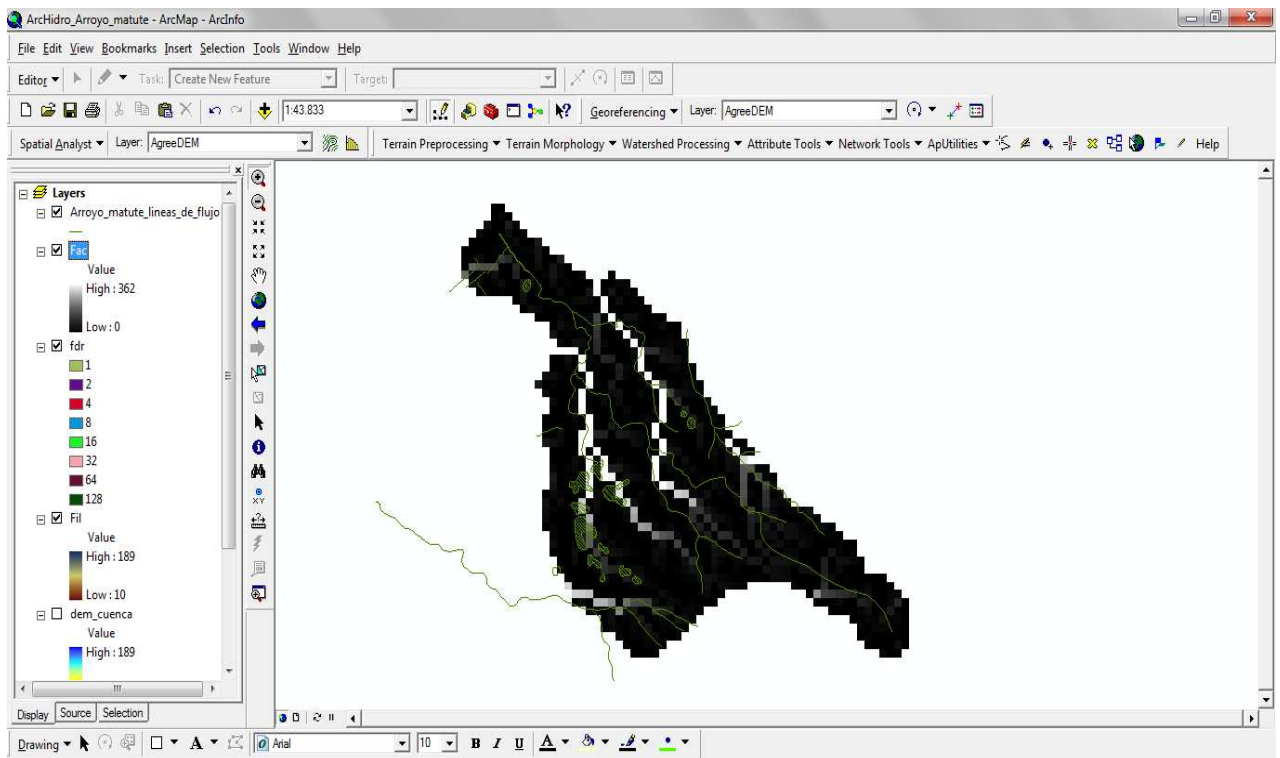 ArcHidro_Arroyo_matute - ArcMap - ArcInfo
File Edit View Bookmarks Insert Selection Tools Window Help
Editor Task: Create New Feature Target:
1:43.833 Georeferencing Layer: AgreeDEM
Spatial Analyst Layer: AgreeDEM Terrain Preprocessing Terrain Morphology Watershed Processing Attribute Tools Network Tools ApUtilities Help
Layers
Arroyo_matute_lineas_de_flujo
Fac
Value
High : 362
Low : 0
fdr
1
2
4
8
16
32
64
128
Fil
Value
High : 189
Low : 10
dem_cuenca
Value
High : 189
XY
Display Source Selection
Drawing A Arial 10 B I U A